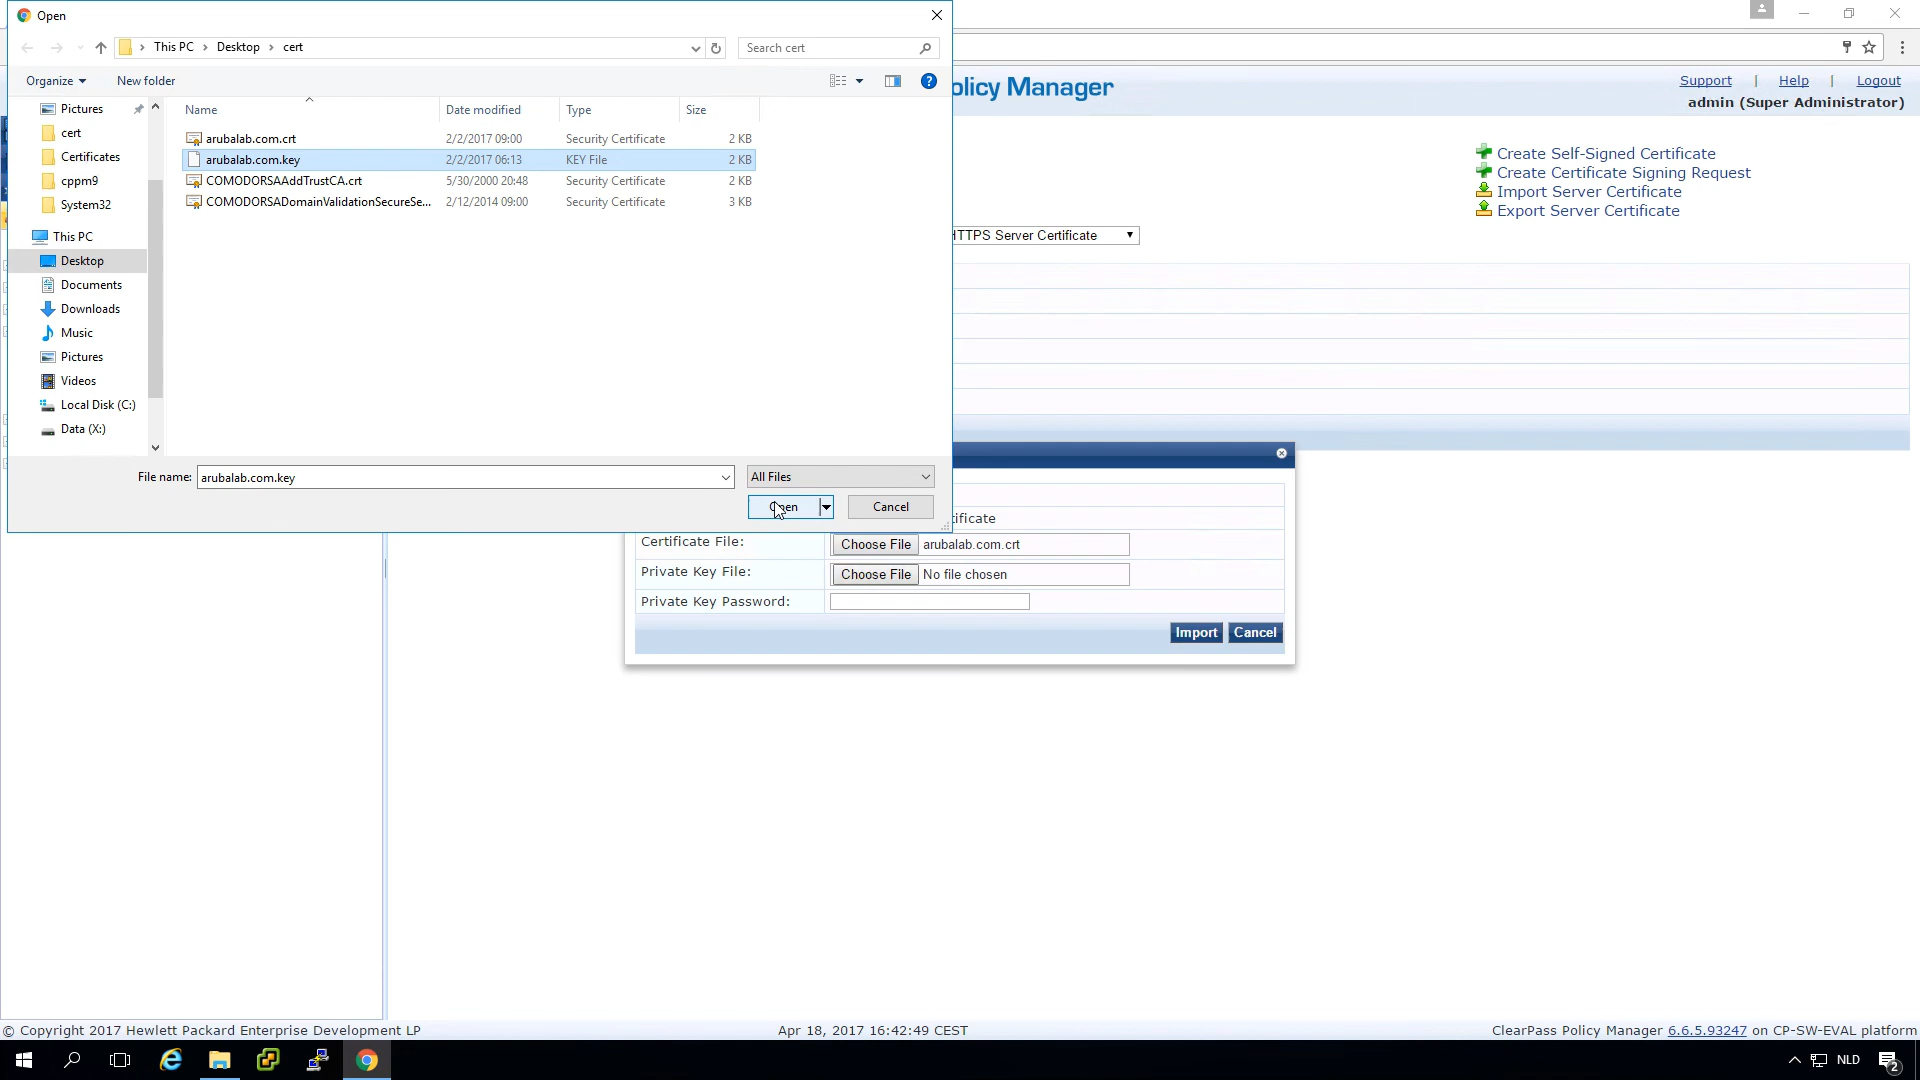 Open
This PC > Desktop > cert
Search cert
Organize
New folder
Name
Date modified
Type
Size
Pictures
cert
Certificates
cppm9
System32
This PC
Desktop
Documents
Downloads
Music
Pictures
Videos
Local Disk (C:)
Data (X:)
arubalab.com.crt 2/2/2017 09:00 Security Certificate 2 KB
arubalab.com.key 2/2/2017 06:13 KEY File 2 KB
COMODORSAAddTrustCA.crt 5/30/2000 20:48 Security Certificate 2 KB
COMODORSADomainValidationSecureSe... 2/12/2014 09:00 Security Certificate 3 KB
File name: arubalab.com.key
All Files
Open
Cancel
olicy Manager
Support | Help | Logout
admin (Super Administrator)
Create Self-Signed Certificate
Create Certificate Signing Request
Import Server Certificate
Export Server Certificate
HTTPS Server Certificate
tificate
Certificate File: Choose File arubalab.com.crt
Private Key File: Choose File No file chosen
Private Key Password:
Import Cancel
© Copyright 2017 Hewlett Packard Enterprise Development LP
Apr 18, 2017 16:42:49 CEST
ClearPass Policy Manager 6.6.5.93247 on CP-SW-EVAL platform
NLD
2